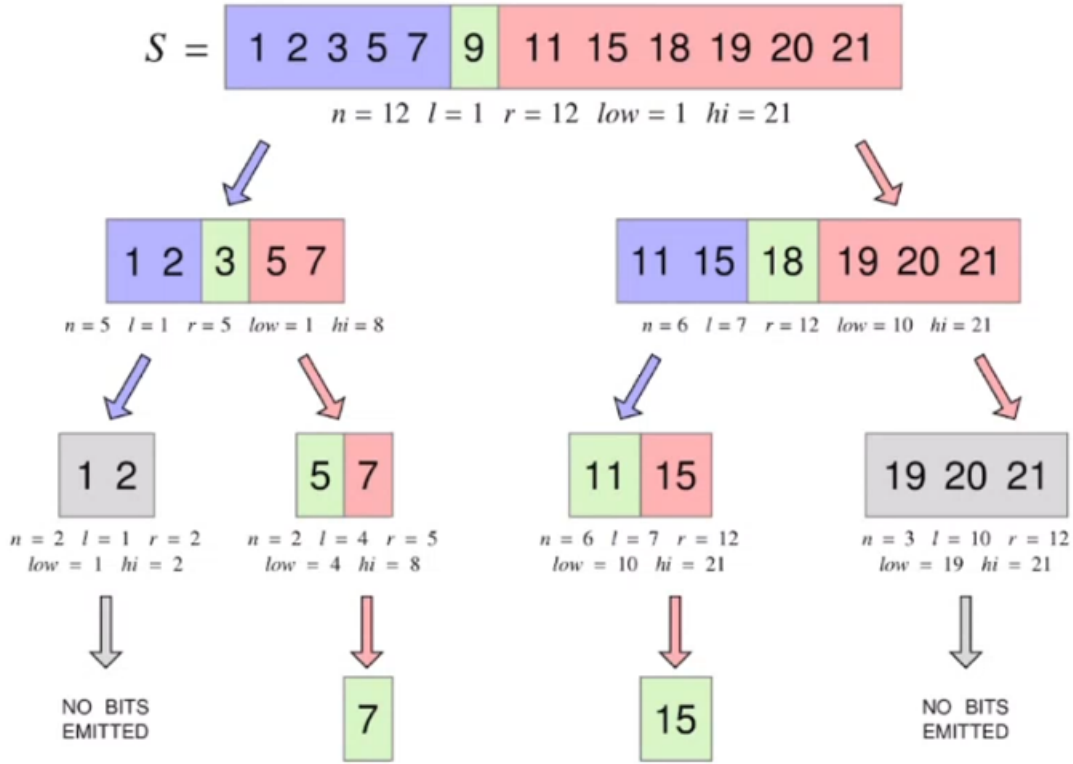 S = 1 2 3 5 7 9 11 15 18 19 20 21
n = 12 l = 1 r = 12 low = 1 hi = 21
1 2 3 5 7
11 15 18 19 20 21
n = 5 l = 1 r = 5 low = 1 hi = 8
n = 6 l = 7 r = 12 low = 10 hi = 21
1 2
5 7
11 15
19 20 21
n = 2 l = 1 r = 2
low = 1 hi = 2
n = 2 l = 4 r = 5
low = 4 hi = 8
n = 6 l = 7 r = 12
low = 10 hi = 21
n = 3 l = 10 r = 12
low = 19 hi = 21
NO BITS
EMITTED
7
15
NO BITS
EMITTED